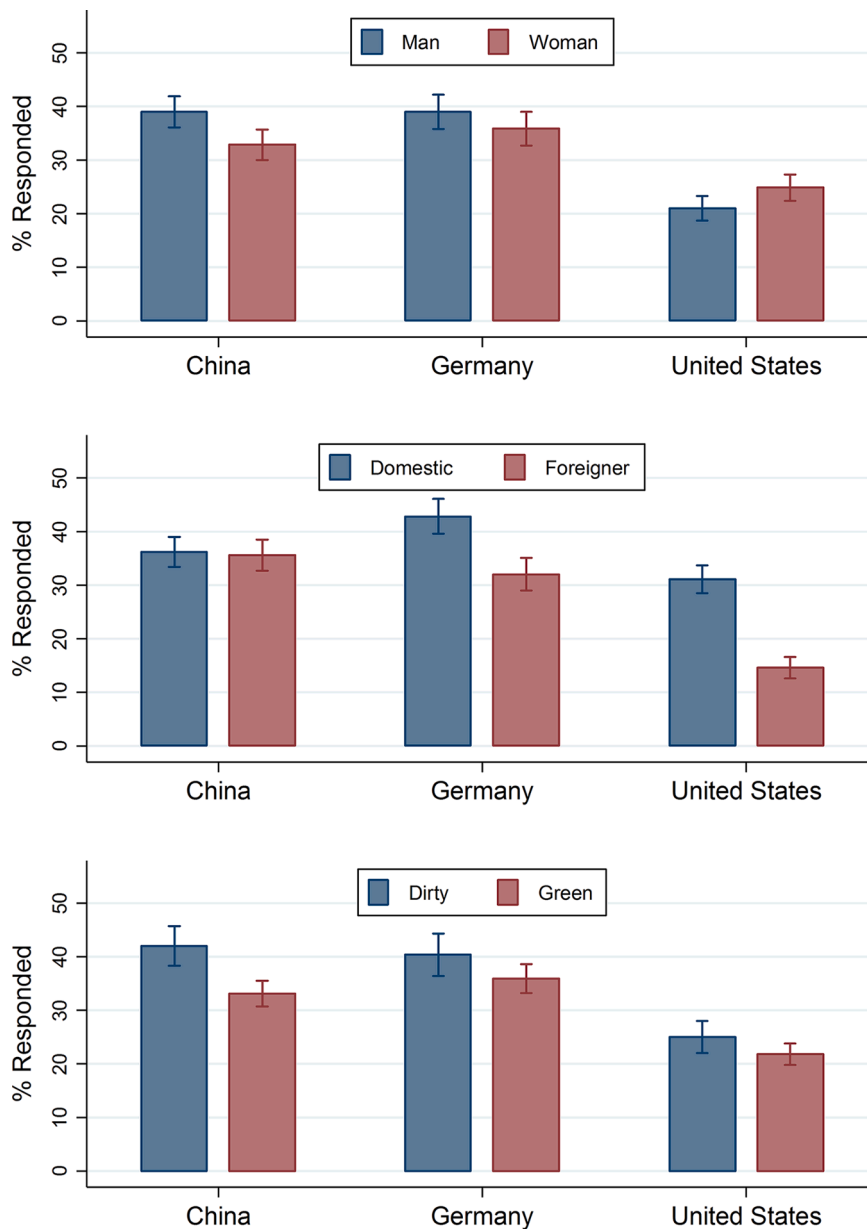 Man Woman
% Responded
50
40
30
20
10
0
China Germany United States
Domestic Foreigner
% Responded
50
40
30
20
10
0
China Germany United States
Dirty Green
% Responded
50
40
30
20
10
0
China Germany United States